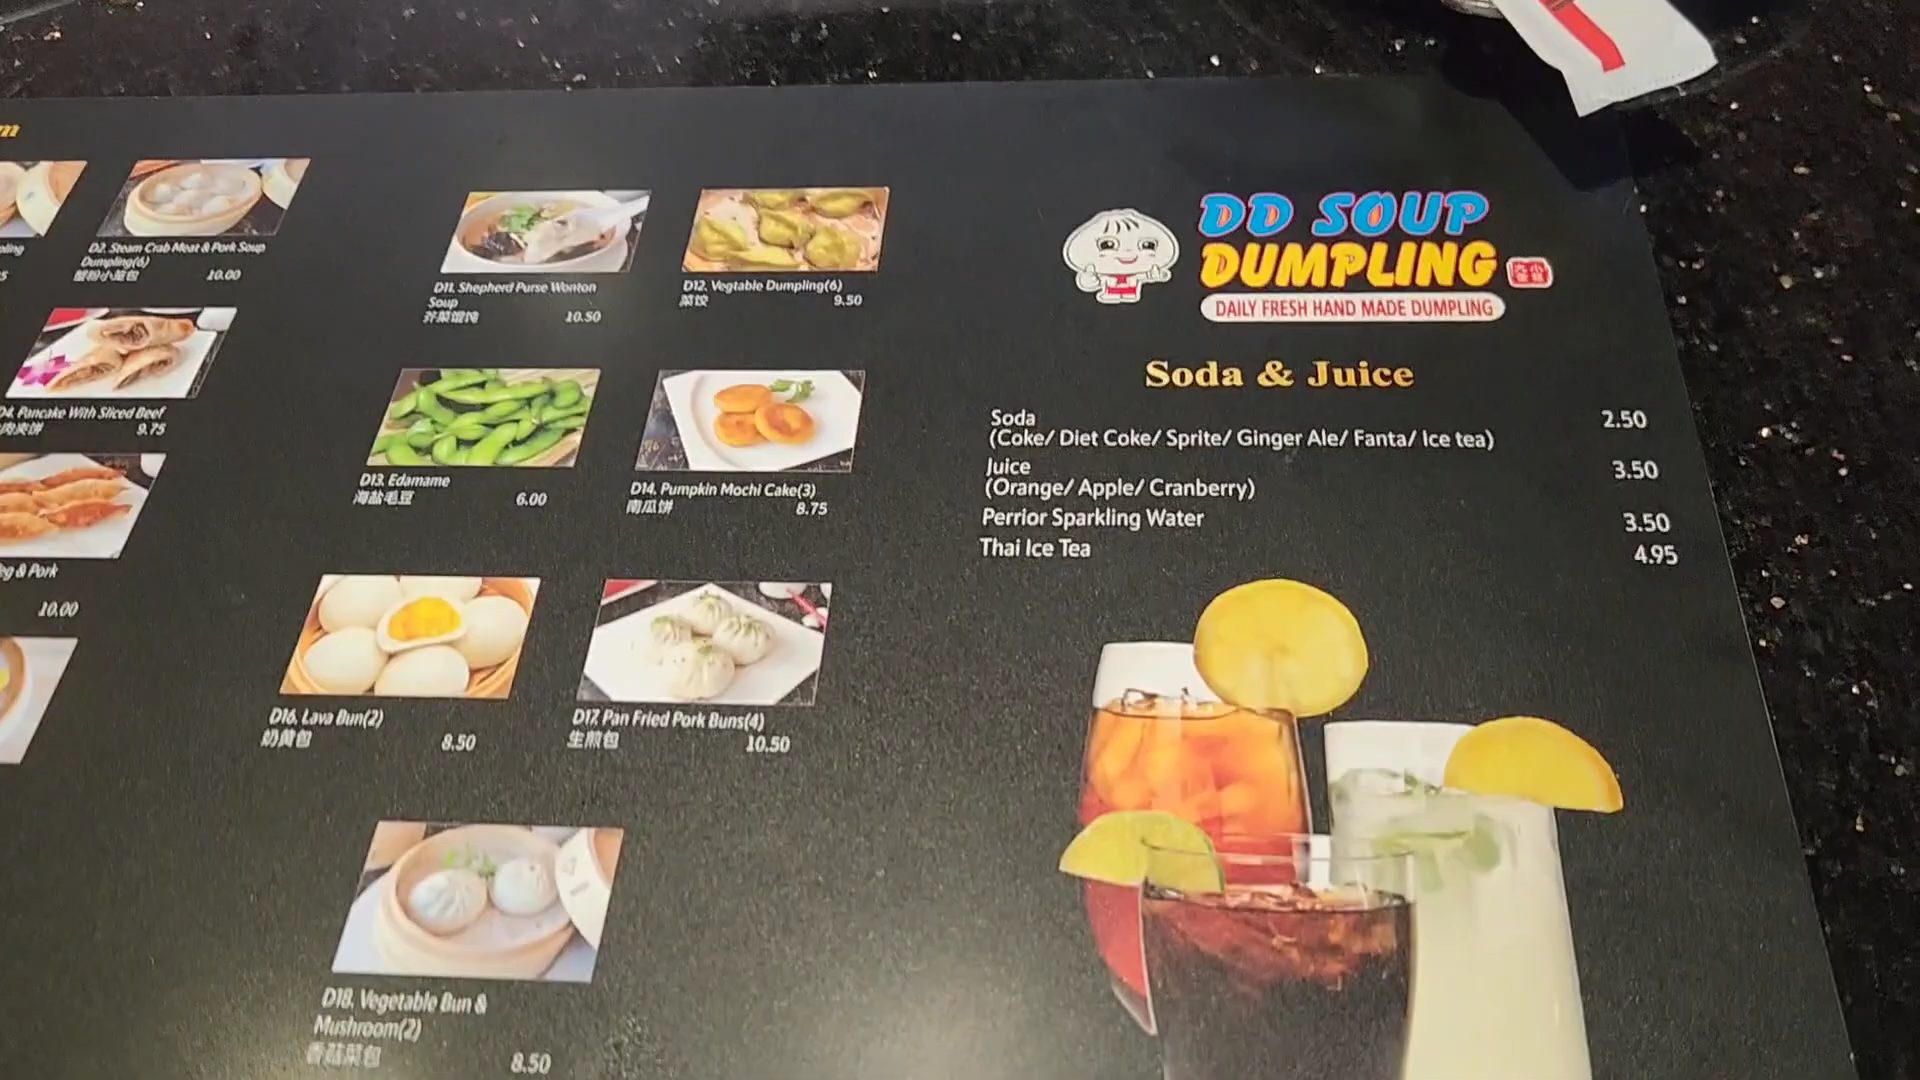 D2. Steam Crab Meat & Pork Soup
Dumpling(6)
蟹粉小笼包 10.00
D4. Pancake With Sliced Beef
肉夹饼 9.75
& Pork
10.00
D11. Shepherd Purse Wonton
Soup
荠菜馄饨 10.50
D12. Vegtable Dumpling(6)
菜饺 9.50
D13. Edamame
海盐毛豆 6.00
D14. Pumpkin Mochi Cake(3)
南瓜饼 8.75
D16. Lava Bun(2)
奶黄包 8.50
D17. Pan Fried Pork Buns(4)
生煎包 10.50
D18. Vegetable Bun &
Mushroom(2)
香菇菜包 8.50
DD SOUP
DUMPLING
DAILY FRESH HAND MADE DUMPLING
Soda & Juice
Soda 2.50
(Coke/ Diet Coke/ Sprite/ Ginger Ale/ Fanta/ Ice tea)
Juice 3.50
(Orange/ Apple/ Cranberry)
Perrior Sparkling Water 3.50
Thai Ice Tea 4.95